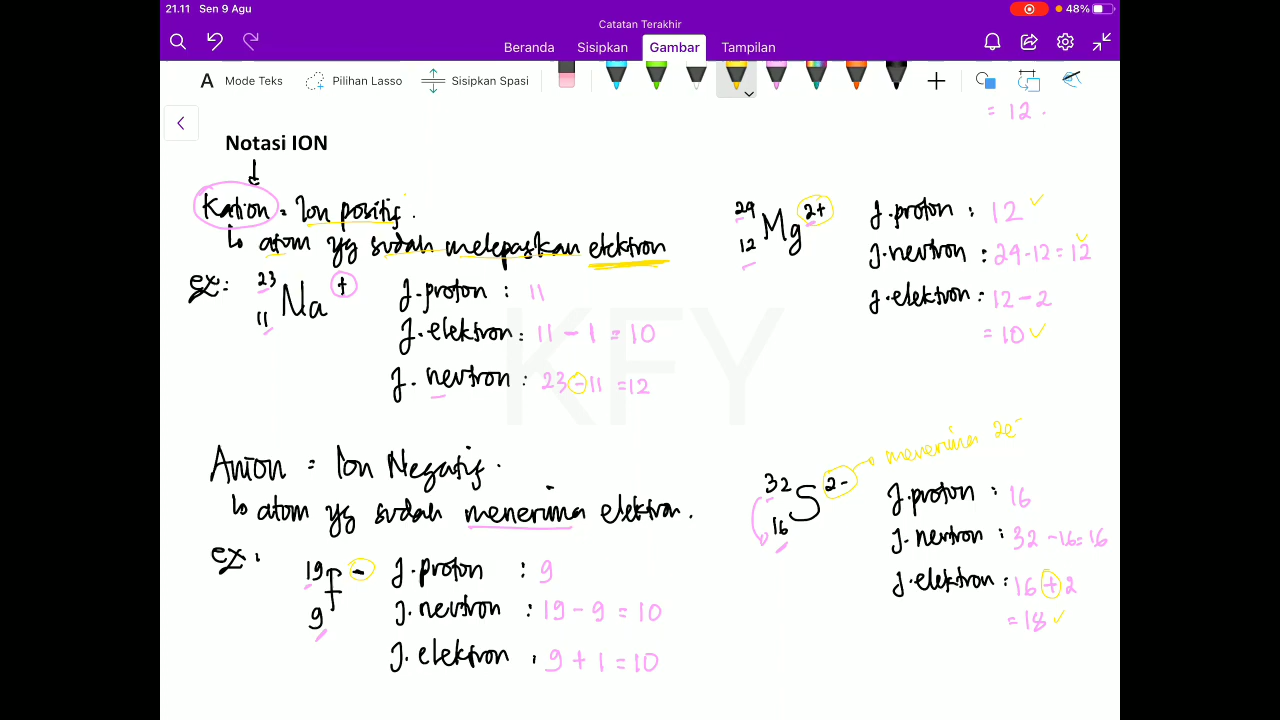 21.11 Sen 9 Agu
48%
Catatan Terakhir
Beranda Sisipkan Gambar Tampilan
Mode Teks Pilihan Lasso Sisipkan Spasi
= 12.
Notasi ION
Kation = Ion positif.
↳ atom yg sudah melepaskan elektron
ex: 23 11 Na +
J. proton : 11
J. elektron : 11 - 1 = 10
J. neutron : 23 - 11 = 12
24 12 Mg 2+
J. proton : 12 ✓
J. neutron : 24 - 12 = 12 ✓
J. elektron : 12 - 2
= 10 ✓
KFY
Anion = Ion Negatif.
↳ atom yg sudah menerima elektron.
ex: 19 9 F -
J. proton : 9
J. neutron : 19 - 9 = 10
J. elektron : 9 + 1 = 10
32 16 S 2- → menerima 2e-
J. proton : 16
J. neutron : 32 - 16 = 16
J. elektron : 16 + 2
= 18 ✓